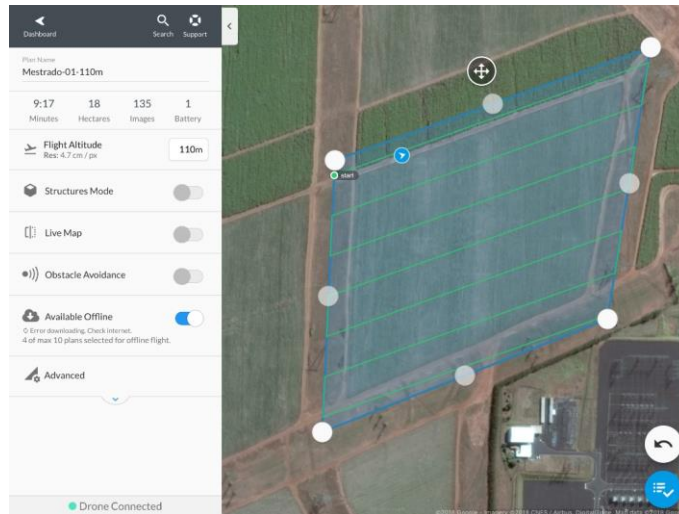 Dashboard
Search
Support
Plan Name
Mestrado-01-110m
9:17
18
135
1
Minutes
Hectares
Images
Battery
Flight Altitude
Res: 4.7 cm / px
110m
Structures Mode
Live Map
Obstacle Avoidance
Available Offline
Error downloading. Check Internet.
4 of max 10 plans selected for offline flight.
Advanced
Drone Connected
start